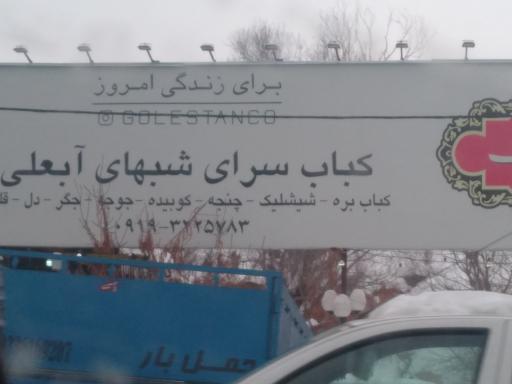 برای زندگی امروز
@GOLESTANCO
کباب سرای شبهای آبعلی
کباب بره - شیشلیک - چنجه - کوبیده - جوجه - جگر - دل -
۰۹۱۹-۳۲۲۵۷۸۳
حمل بار